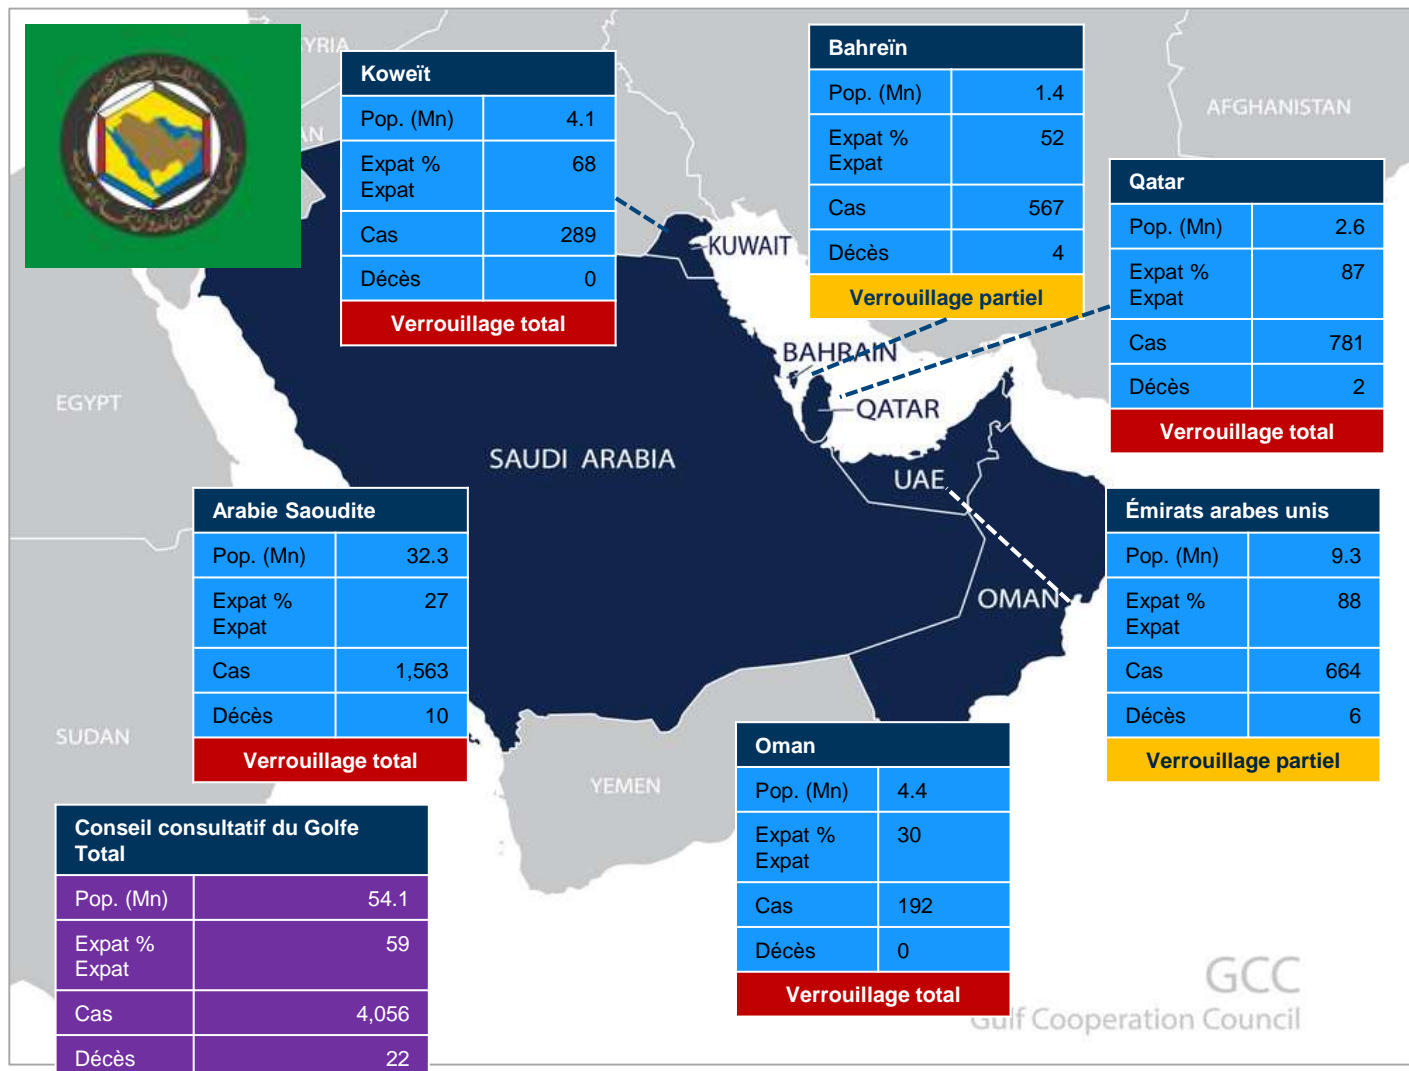 SYRIA
AN
AFGHANISTAN
Koweït
Pop. (Mn) 4.1
Expat %
Expat
68
Cas 289
Décès 0
Verrouillage total
Bahreïn
Pop. (Mn) 1.4
Expat %
Expat
52
Cas 567
Décès 4
Verrouillage partiel
Qatar
Pop. (Mn) 2.6
Expat %
Expat
87
Cas 781
Décès 2
Verrouillage total
KUWAIT
BAHRAIN
QATAR
EGYPT
SAUDI ARABIA
UAE
OMAN
Arabie Saoudite
Pop. (Mn) 32.3
Expat %
Expat
27
Cas 1,563
Décès 10
Verrouillage total
Émirats arabes unis
Pop. (Mn) 9.3
Expat %
Expat
88
Cas 664
Décès 6
Verrouillage partiel
SUDAN
YEMEN
Oman
Pop. (Mn) 4.4
Expat %
Expat
30
Cas 192
Décès 0
Verrouillage total
Conseil consultatif du Golfe
Total
Pop. (Mn) 54.1
Expat %
Expat
59
Cas 4,056
Décès 22
GCC
Gulf Cooperation Council